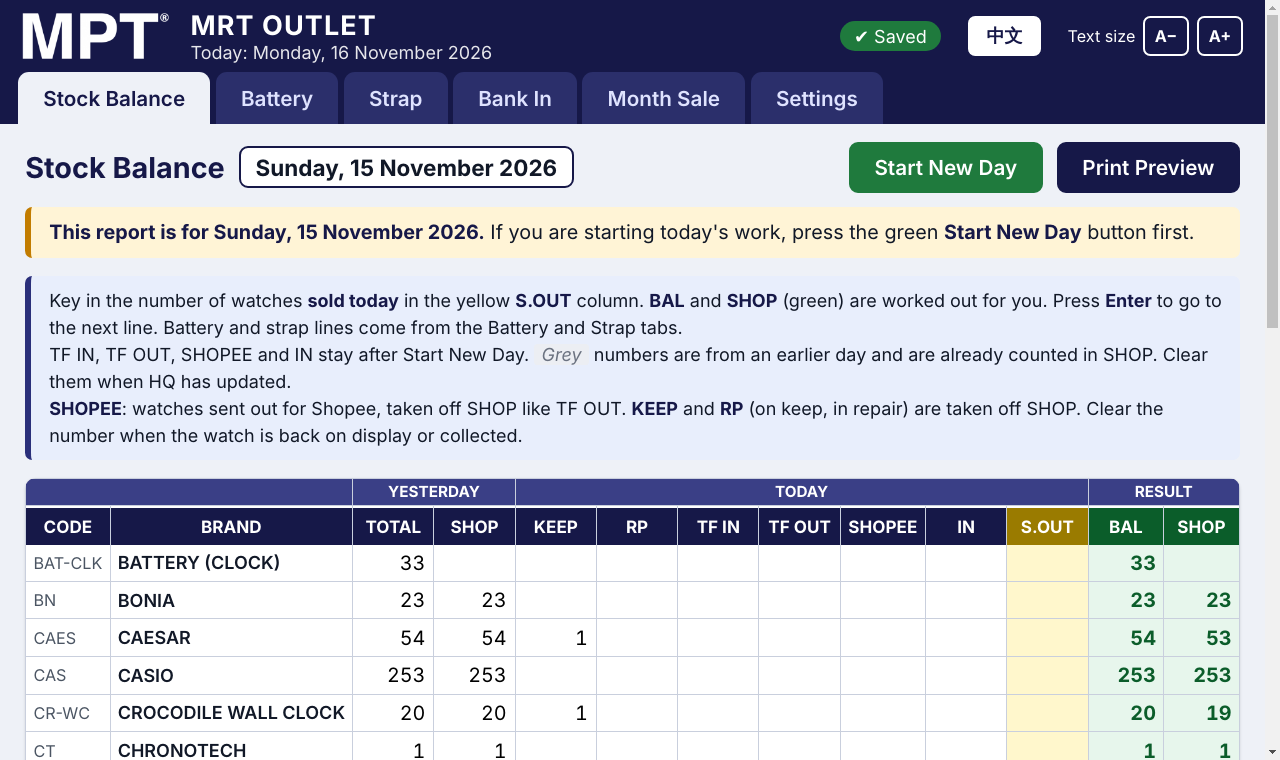 MPT®
MRT OUTLET
Today: Monday, 16 November 2026
✔ Saved
中文
Text size
A−
A+
Stock Balance
Battery
Strap
Bank In
Month Sale
Settings
Stock Balance
Sunday, 15 November 2026
Start New Day
Print Preview
This report is for Sunday, 15 November 2026. If you are starting today's work, press the green Start New Day button first.
Key in the number of watches sold today in the yellow S.OUT column. BAL and SHOP (green) are worked out for you. Press Enter to go to
the next line. Battery and strap lines come from the Battery and Strap tabs.
TF IN, TF OUT, SHOPEE and IN stay after Start New Day. Grey numbers are from an earlier day and are already counted in SHOP. Clear
them when HQ has updated.
SHOPEE: watches sent out for Shopee, taken off SHOP like TF OUT. KEEP and RP (on keep, in repair) are taken off SHOP. Clear the
number when the watch is back on display or collected.
YESTERDAY TODAY RESULT
CODE BRAND TOTAL SHOP KEEP RP TF IN TF OUT SHOPEE IN S.OUT BAL SHOP
BAT-CLK BATTERY (CLOCK) 33 33
BN BONIA 23 23 23 23
CAES CAESAR 54 54 1 54 53
CAS CASIO 253 253 253 253
CR-WC CROCODILE WALL CLOCK 20 20 1 20 19
CT CHRONOTECH 1 1 1 1